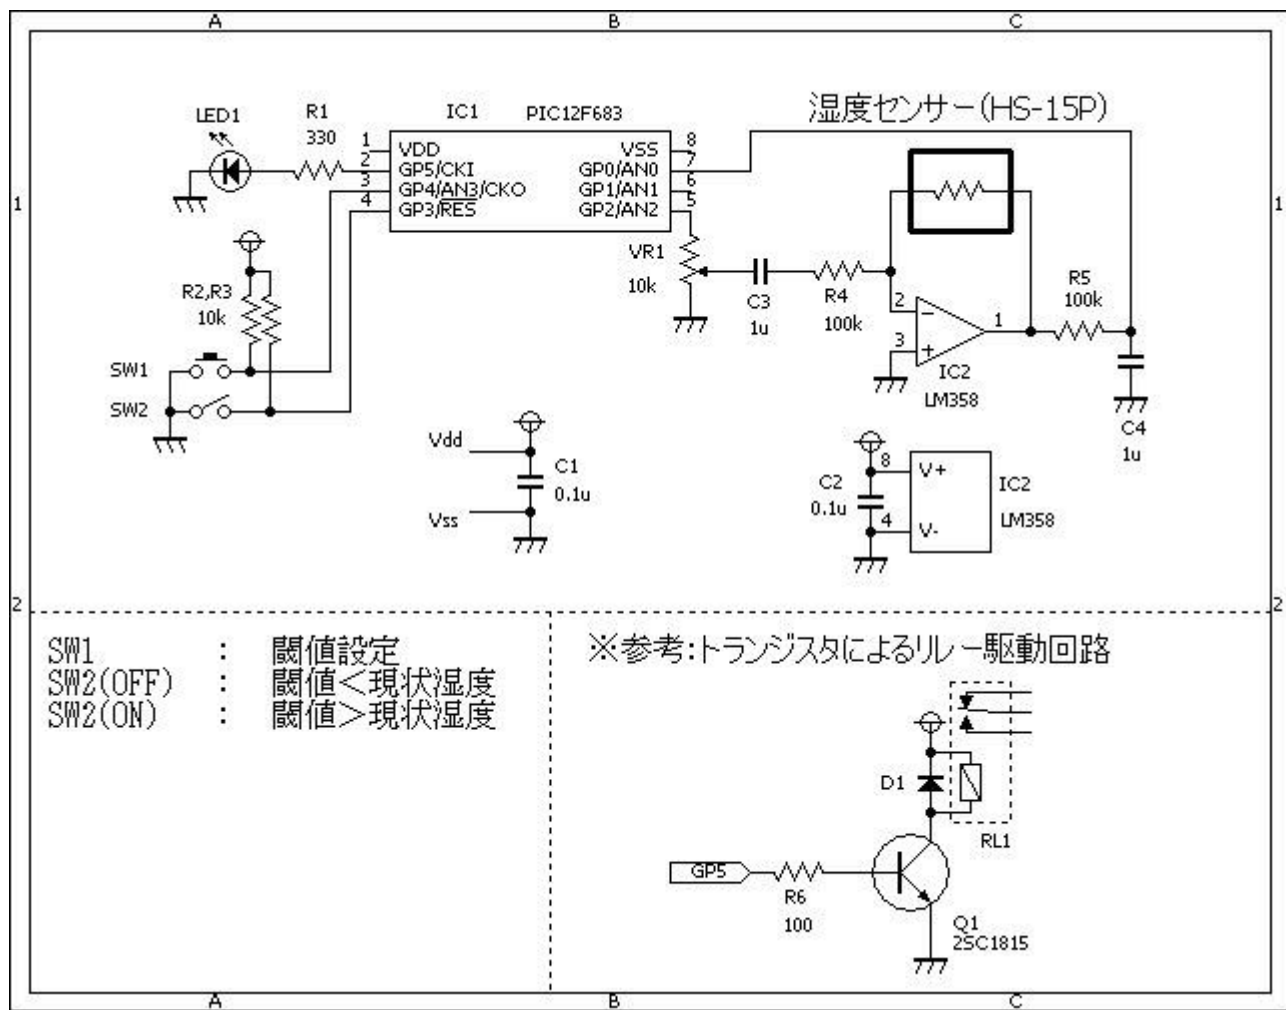 A B C
LED1
R1
330
IC1 PIC12F683
湿度センサー(HS-15P)
1 VDD
2 GP5/CKI
3 GP4/AN3/CKO
4 GP3/RES
VSS 8
GP0/AN0 7
GP1/AN1 6
GP2/AN2 5
1
1
VR1
10k
R2,R3
10k
C3
1u
R4
100k
2
3
1
IC2
LM358
R5
100k
SW1
SW2
C4
1u
Vdd
Vss
C1
0.1u
C2
0.1u
8 V+
4 V-
IC2
LM358
2
2
SW1 : 閾値設定
SW2(OFF) : 閾値<現状湿度
SW2(ON) : 閾値>現状湿度
※参考:トランジスタによるリレー駆動回路
D1
RL1
GP5
R6
100
Q1
2SC1815
A B C